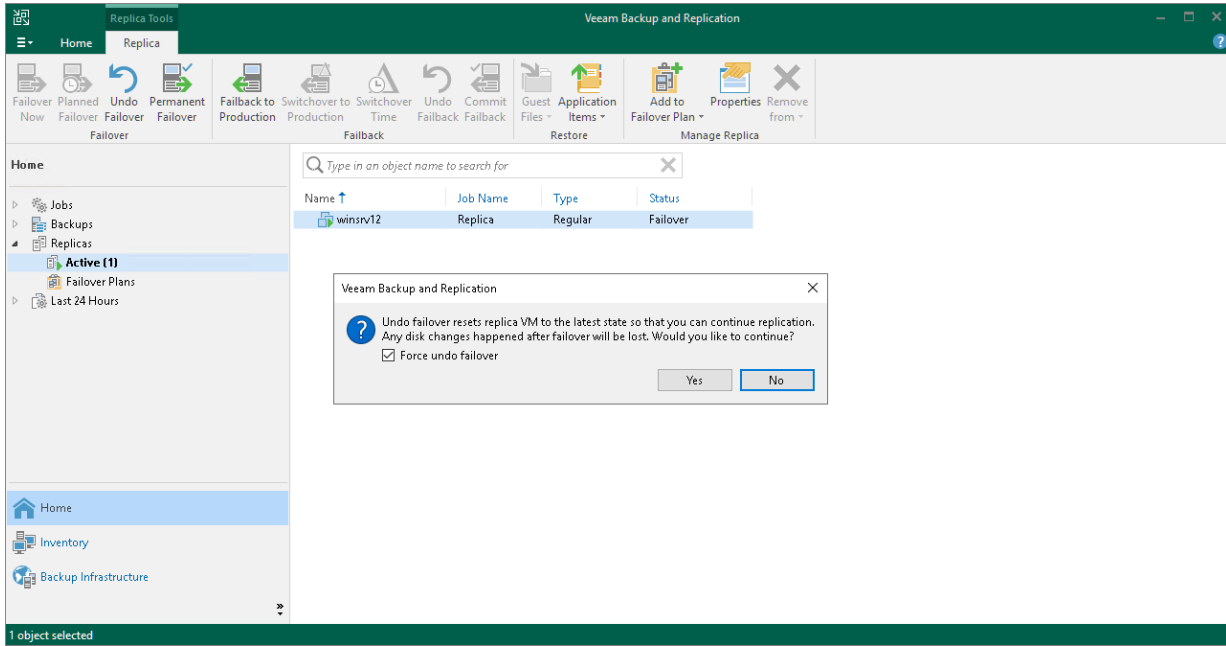 Replica Tools
Veeam Backup and Replication
Home Replica
Failover Now
Planned Failover
Undo Failover
Permanent Failover
Failback to Production
Switchover to Production
Switchover Time
Undo Failback
Commit Failback
Guest Files
Application Items
Add to Failover Plan
Properties
Remove from
Failover Failback Restore Manage Replica
Home
Type in an object name to search for
Name Job Name Type Status
winsrv12 Replica Regular Failover
Jobs
Backups
Replicas
Active (1)
Failover Plans
Last 24 Hours
Veeam Backup and Replication
Undo failover resets replica VM to the latest state so that you can continue replication.
Any disk changes happened after failover will be lost. Would you like to continue?
Force undo failover
Yes No
Home
Inventory
Backup Infrastructure
1 object selected